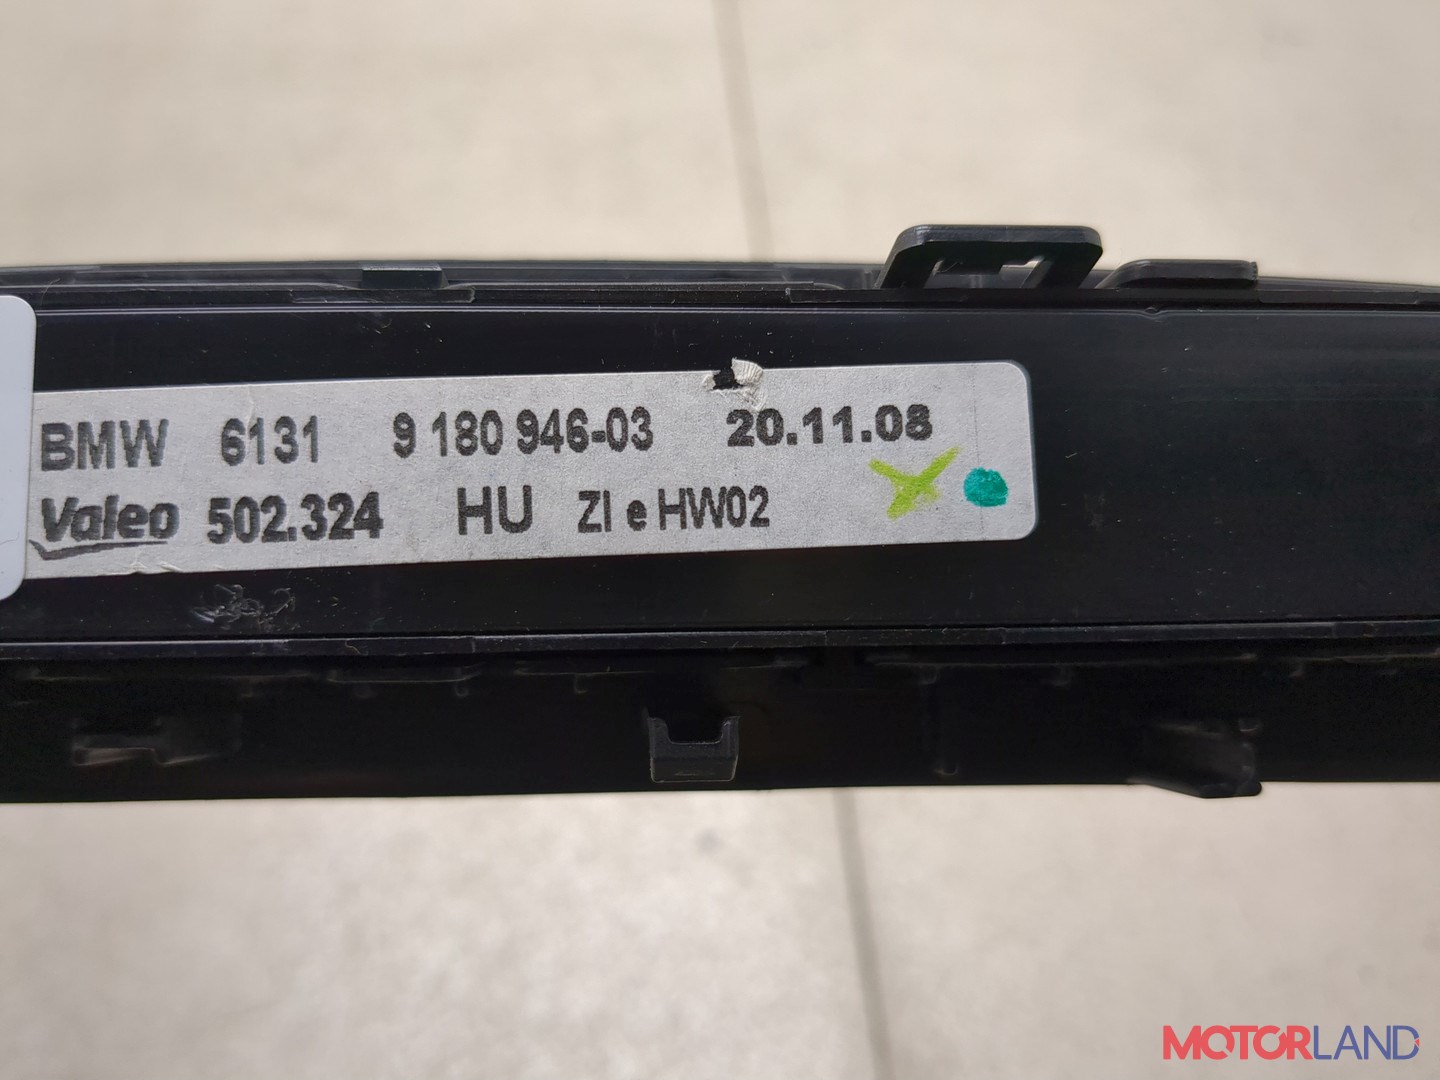 BMW 6131 9 180 946-03 20.11.08
Valeo 502.324 HU ZI e HW02
MOTORLAND